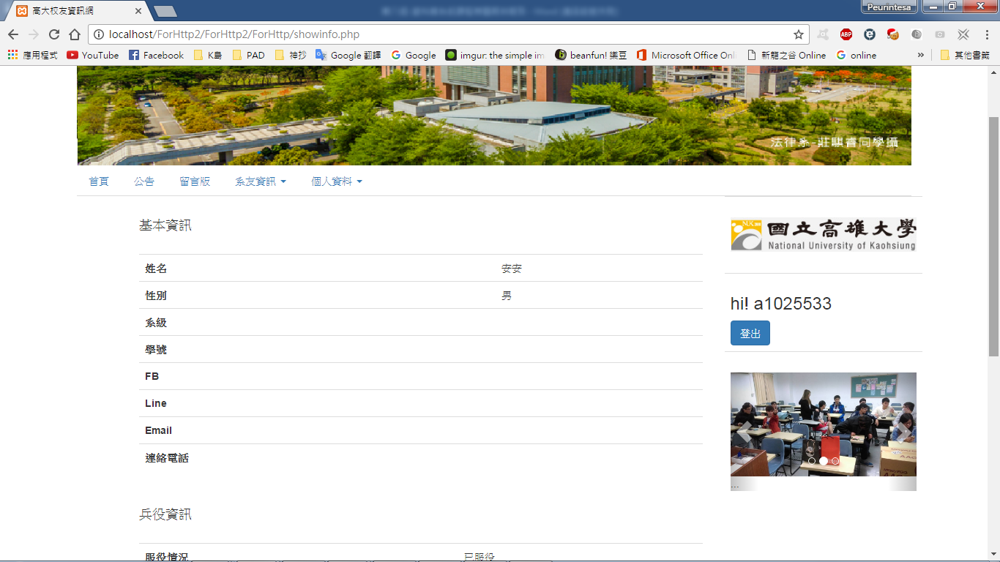 高大校友資訊網
Peurintesa
localhost/ForHttp2/ForHttp2/ForHttp/showinfo.php
ABP
應用程式 YouTube Facebook K島 PAD 神抄 Google 翻譯 Google imgur: the simple im beanfun! 樂豆 Microsoft Office Onl 新龍之谷 Online online » 其他書籤
法律系-莊騏睿同學攝
首頁 公告 留言版 系友資訊 個人資料
基本資訊
姓名 安安
性別 男
系級
學號
FB
Line
Email
連絡電話
兵役資訊
服役情況 已服役
國立高雄大學
National University of Kaohsiung
hi! a1025533
登出
...